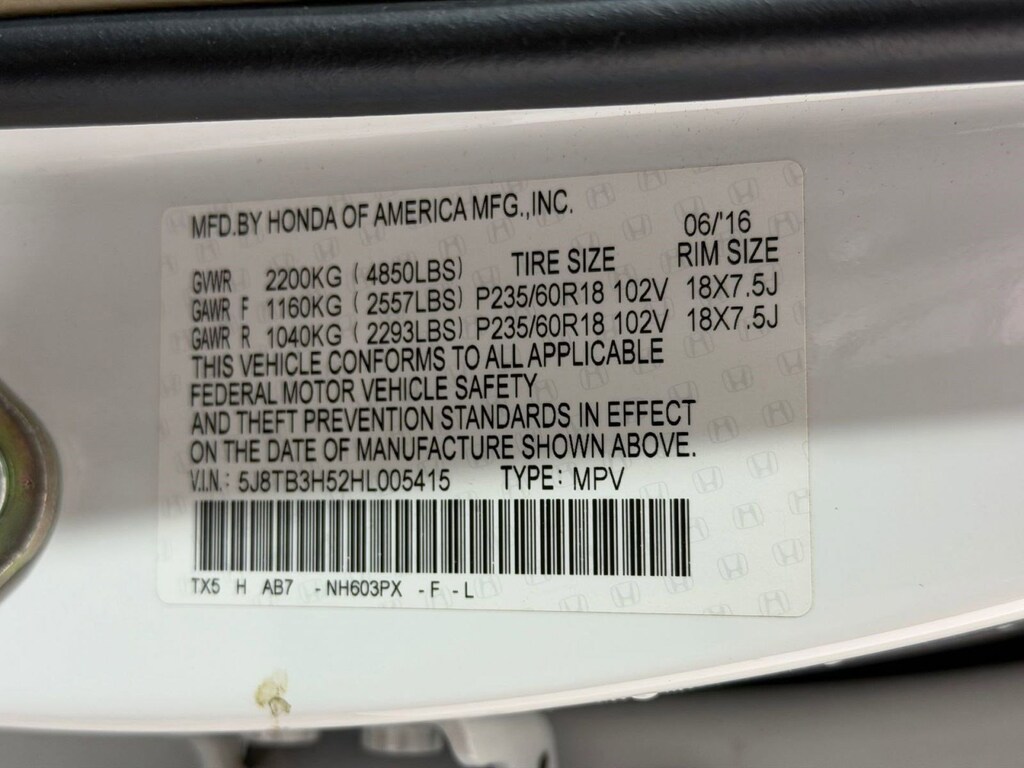 MFD.BY HONDA OF AMERICA MFG.,INC. 06/'16
GVWR 2200KG (4850LBS) TIRE SIZE RIM SIZE
GAWR F 1160KG (2557LBS) P235/60R18 102V 18X7.5J
GAWR R 1040KG (2293LBS) P235/60R18 102V 18X7.5J
THIS VEHICLE CONFORMS TO ALL APPLICABLE
FEDERAL MOTOR VEHICLE SAFETY
AND THEFT PREVENTION STANDARDS IN EFFECT
ON THE DATE OF MANUFACTURE SHOWN ABOVE.
V.I.N.: 5J8TB3H52HL005415 TYPE: MPV
TX5 H AB7 -NH603PX -F -L